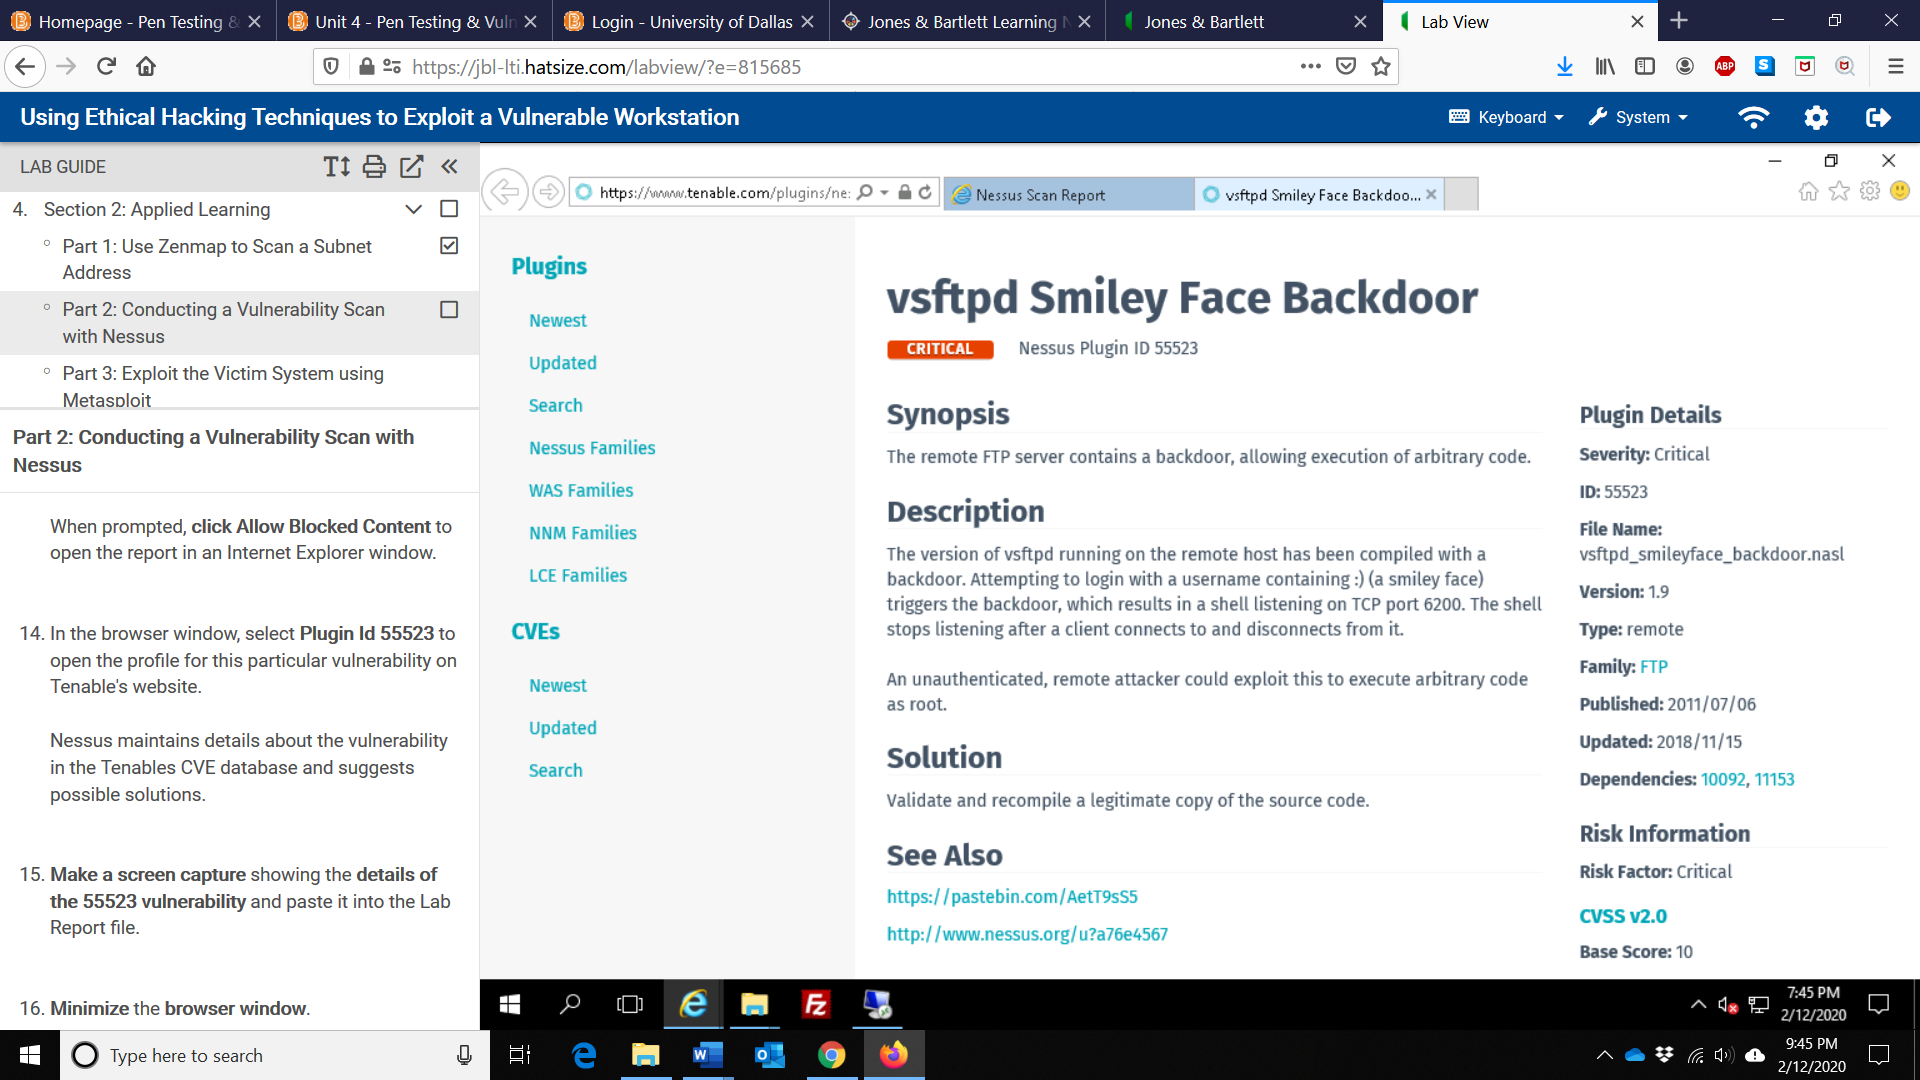 Homepage - Pen Testing &
Unit 4 - Pen Testing & Vuln
Login - University of Dallas
Jones & Bartlett Learning N
Jones & Bartlett
Lab View
https://jbl-lti.hatsize.com/labview/?e=815685
ABP
S
Using Ethical Hacking Techniques to Exploit a Vulnerable Workstation
Keyboard
System
LAB GUIDE
4. Section 2: Applied Learning
Part 1: Use Zenmap to Scan a Subnet
Address
Part 2: Conducting a Vulnerability Scan
with Nessus
Part 3: Exploit the Victim System using
Metasploit
Part 2: Conducting a Vulnerability Scan with
Nessus
When prompted, click Allow Blocked Content to
open the report in an Internet Explorer window.
14. In the browser window, select Plugin Id 55523 to
open the profile for this particular vulnerability on
Tenable's website.
Nessus maintains details about the vulnerability
in the Tenables CVE database and suggests
possible solutions.
15. Make a screen capture showing the details of
the 55523 vulnerability and paste it into the Lab
Report file.
16. Minimize the browser window.
https://www.tenable.com/plugins/ne:
Nessus Scan Report
vsftpd Smiley Face Backdoo...
Plugins
Newest
Updated
Search
Nessus Families
WAS Families
NNM Families
LCE Families
CVEs
Newest
Updated
Search
vsftpd Smiley Face Backdoor
CRITICAL
Nessus Plugin ID 55523
Synopsis
The remote FTP server contains a backdoor, allowing execution of arbitrary code.
Description
The version of vsftpd running on the remote host has been compiled with a
backdoor. Attempting to login with a username containing :) (a smiley face)
triggers the backdoor, which results in a shell listening on TCP port 6200. The shell
stops listening after a client connects to and disconnects from it.
An unauthenticated, remote attacker could exploit this to execute arbitrary code
as root.
Solution
Validate and recompile a legitimate copy of the source code.
See Also
https://pastebin.com/AetT9sS5
http://www.nessus.org/u?a76e4567
Plugin Details
Severity: Critical
ID: 55523
File Name:
vsftpd_smileyface_backdoor.nasl
Version: 1.9
Type: remote
Family: FTP
Published: 2011/07/06
Updated: 2018/11/15
Dependencies: 10092, 11153
Risk Information
Risk Factor: Critical
CVSS v2.0
Base Score: 10
Fz
7:45 PM
2/12/2020
Type here to search
9:45 PM
2/12/2020